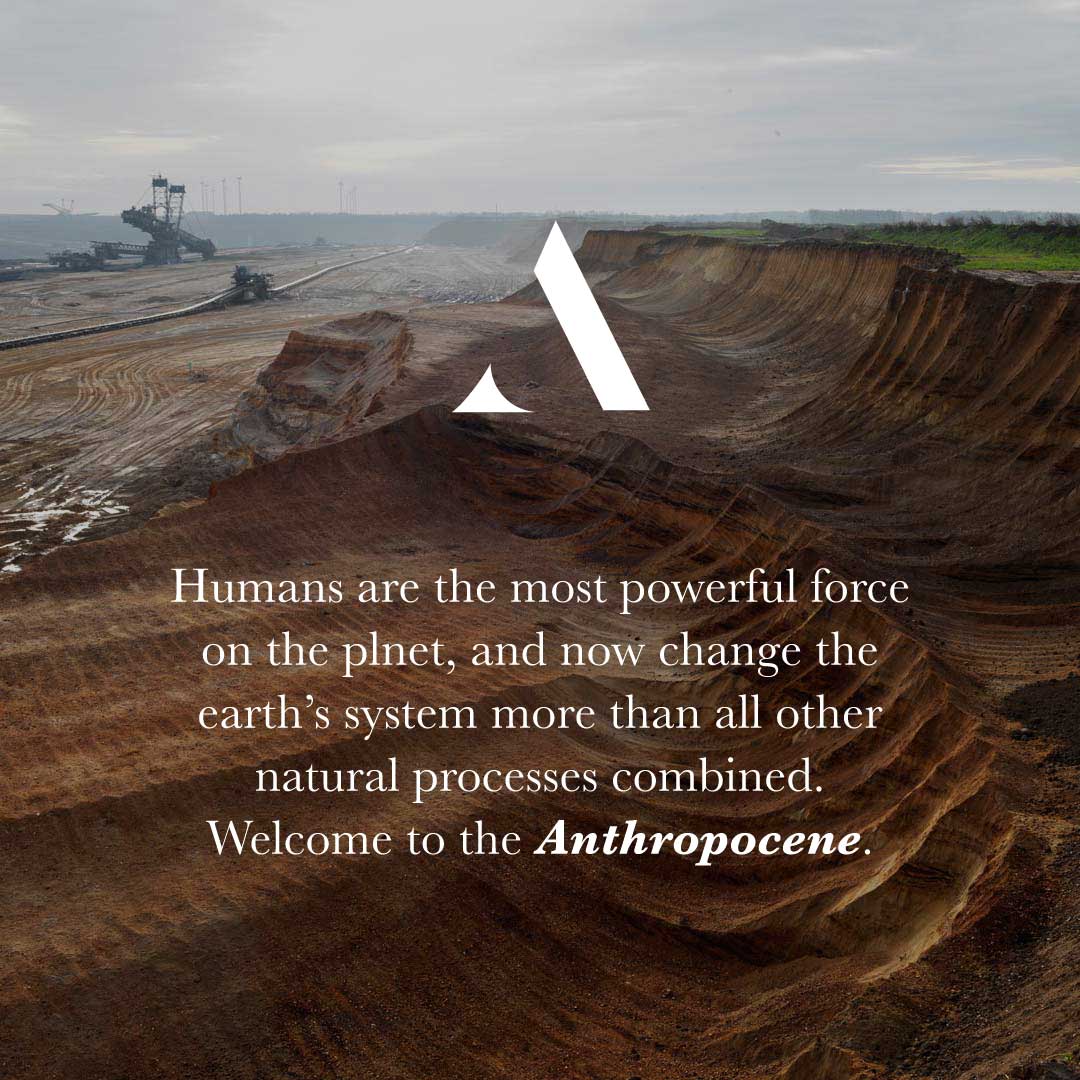 A
Humans are the most powerful force
on the plnet, and now change the
earth’s system more than all other
natural processes combined.
Welcome to the Anthropocene.